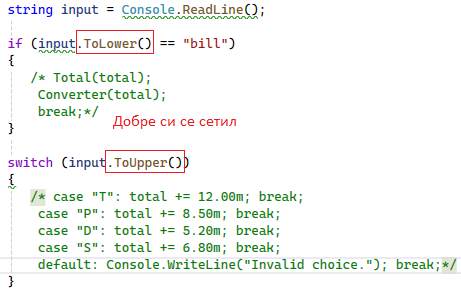 string input = Console.ReadLine();
if (input.ToLower() == "bill")
{
/* Total(total);
Converter(total);
break;*/
Добре си се сетил
}
switch (input.ToUpper())
{
/* case "T": total += 12.00m; break;
case "P": total += 8.50m; break;
case "D": total += 5.20m; break;
case "S": total += 6.80m; break;
default: Console.WriteLine("Invalid choice."); break;*/
}